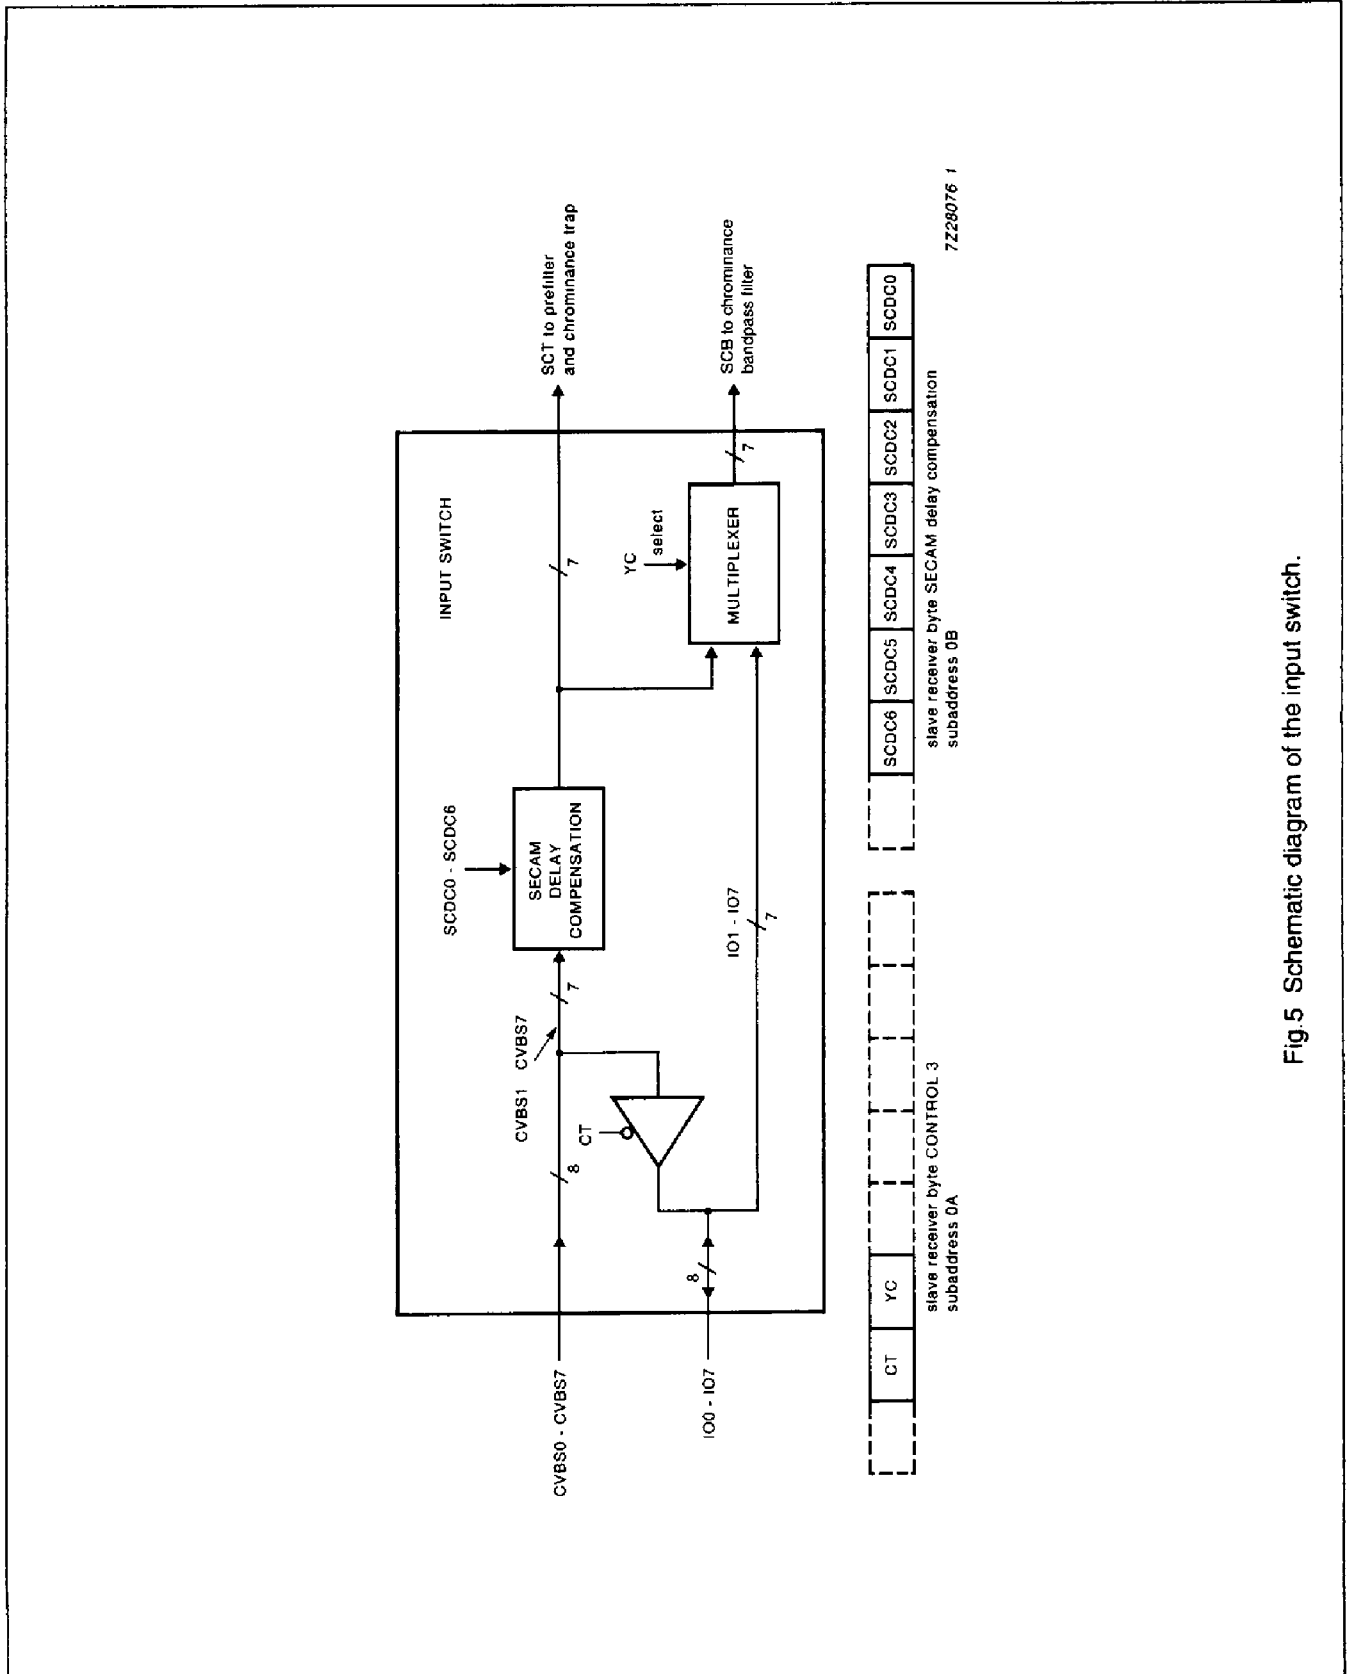 INPUT SWITCH
SCDC0 - SCDC6
SECAM
DELAY
COMPENSATION
CVBS0 - CVBS7
8
CVBS1 CVBS7
7
7
SCT to prefilter
and chrominance trap
CT
YC
select
MULTIPLEXER
7
SCB to chrominance
bandpass filter
IO0 - IO7
8
IO1 - IO7
7
CT YC
slave receiver byte CONTROL 3
subaddress 0A
SCDC6 SCDC5 SCDC4 SCDC3 SCDC2 SCDC1 SCDC0
slave receiver byte SECAM delay compensation
subaddress 0B
7Z28076 1
Fig.5 Schematic diagram of the input switch.